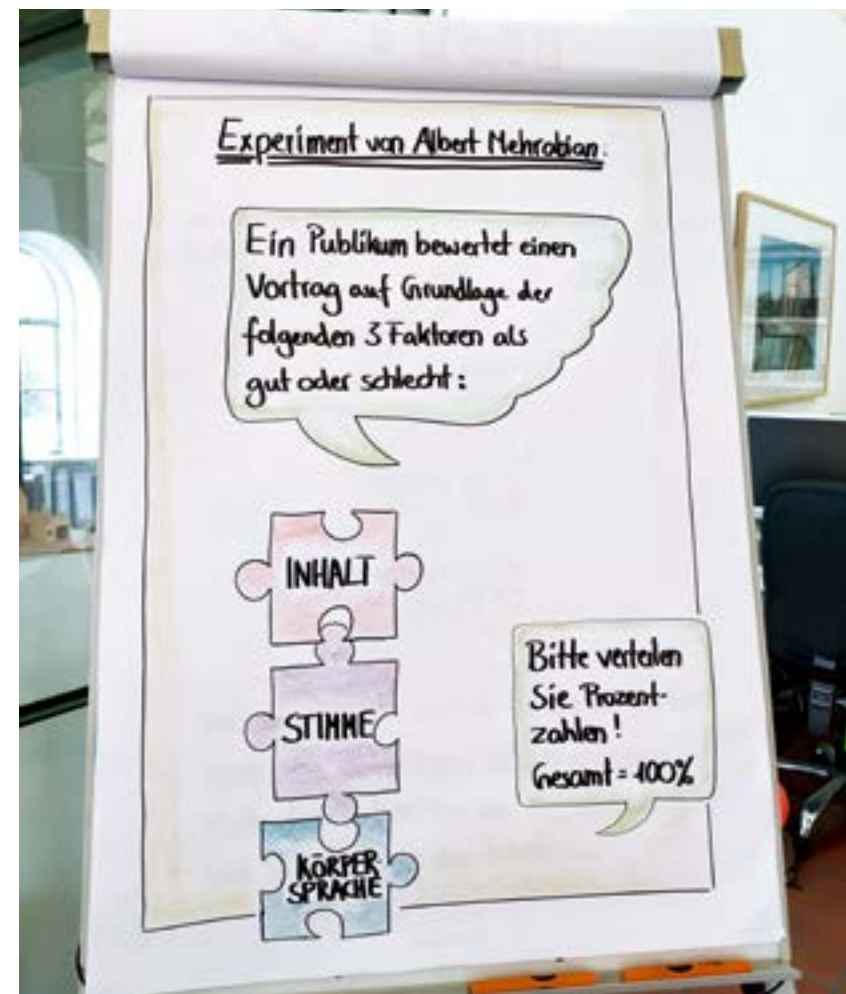 Experiment von Albert Mehrabian.
Ein Publikum bewertet einen
Vortrag auf Grundlage der
folgenden 3 Faktoren als
gut oder schlecht:
INHALT
STIMME
KÖRPER-
SPRACHE
Bitte verteilen
Sie Prozent-
zahlen!
Gesamt = 100%